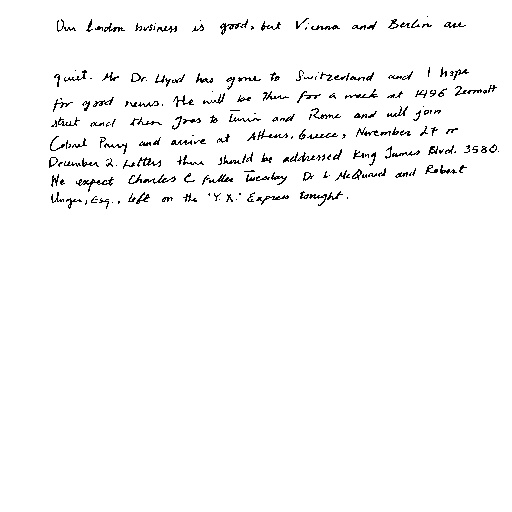 Our London business is good, but Vienna and Berlin are
quiet. Mr Dr. Llyod has gone to Switzerland and I hope
for good news. He will be there for a week at 1496 Zermott
street and then goes to Turin and Rome and will join
Colonel Parry and arrive at Athens, Greece, November 27 or
December 2. Letters there should be addressed King James Blvd. 3580.
We expect Charles E Fuller Tuesday Dr L McQuaid and Robert
Unger, Esq., left on the "Y.X." Express tonight.